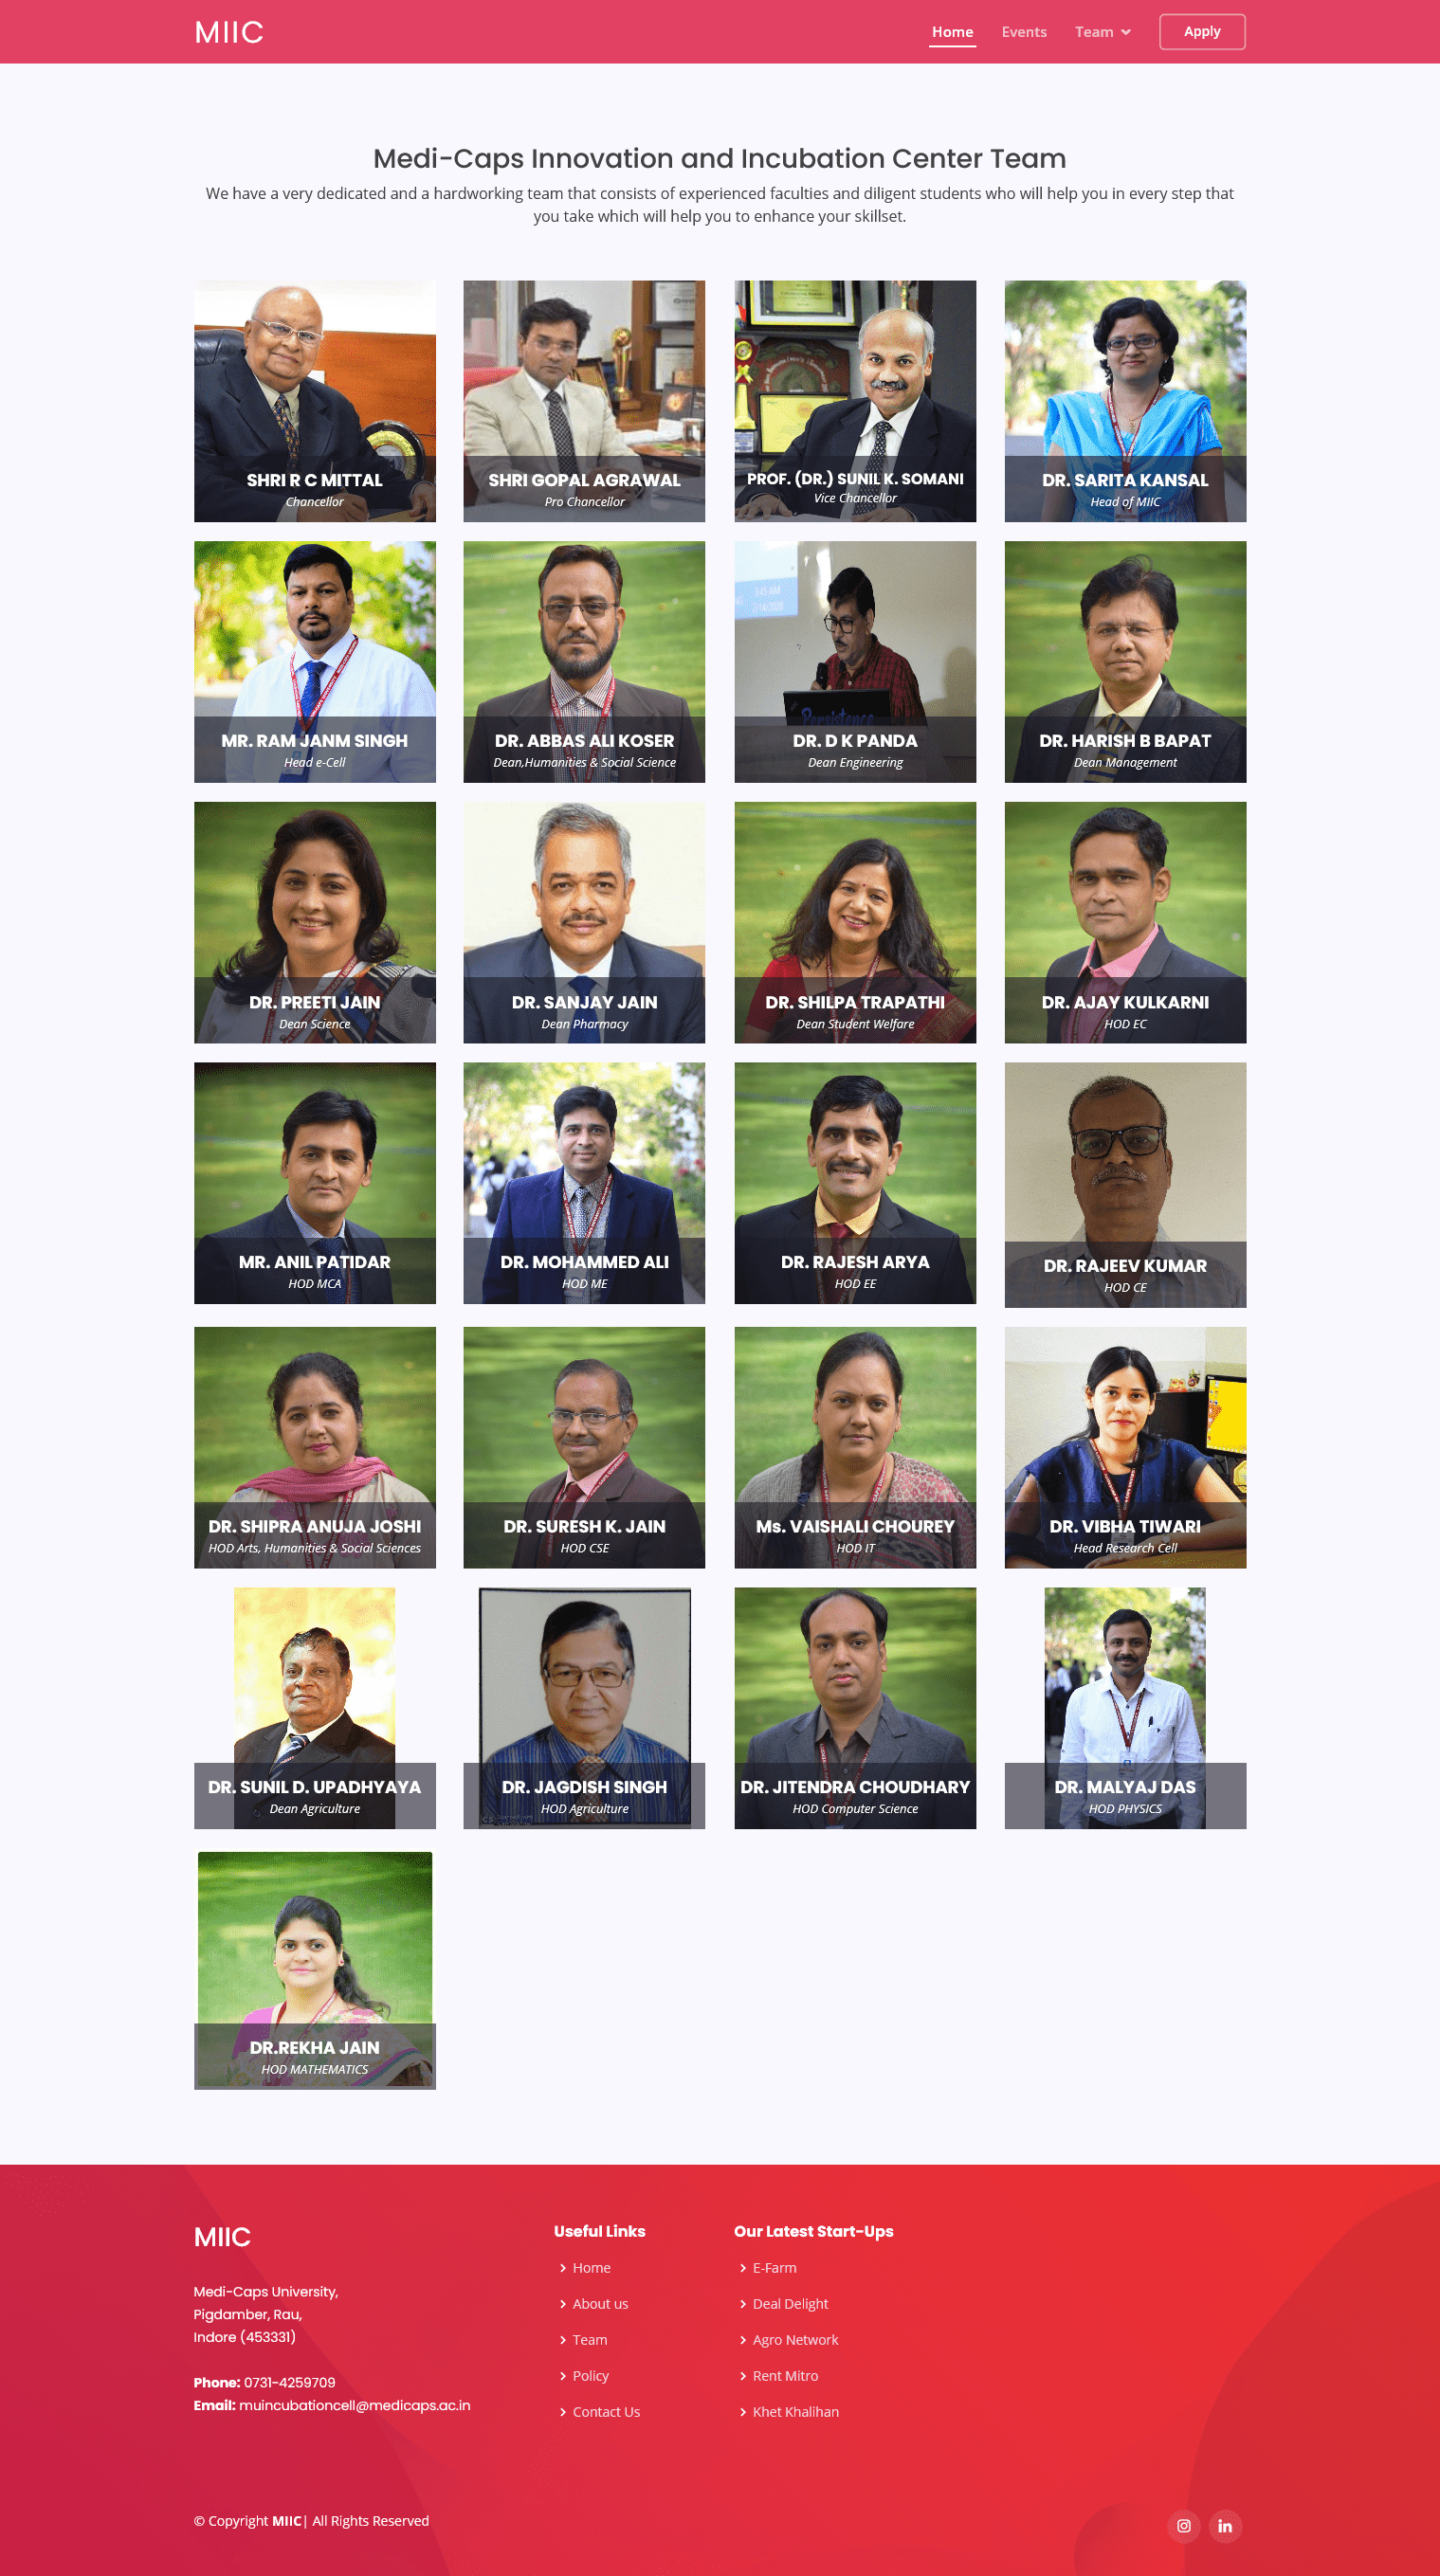 MIIC
Home
Events
Team
Apply
Medi-Caps Innovation and Incubation Center Team
We have a very dedicated and a hardworking team that consists of experienced faculties and diligent students who will help you in every step that
you take which will help you to enhance your skillset.
SHRI R C MITTAL
Chancellor
SHRI GOPAL AGRAWAL
Pro Chancellor
PROF. (DR.) SUNIL K. SOMANI
Vice Chancellor
DR. SARITA KANSAL
Head of MIIC
MR. RAM JANM SINGH
Head e-Cell
DR. ABBAS ALI KOSER
Dean,Humanities & Social Science
Persistence
DR. D K PANDA
Dean Engineering
DR. HARISH B BAPAT
Dean Management
DR. PREETI JAIN
Dean Science
DR. SANJAY JAIN
Dean Pharmacy
DR. SHILPA TRAPATHI
Dean Student Welfare
DR. AJAY KULKARNI
HOD EC
MR. ANIL PATIDAR
HOD MCA
DR. MOHAMMED ALI
HOD ME
DR. RAJESH ARYA
HOD EE
DR. RAJEEV KUMAR
HOD CE
DR. SHIPRA ANUJA JOSHI
HOD Arts, Humanities & Social Sciences
DR. SURESH K. JAIN
HOD CSE
Ms. VAISHALI CHOUREY
HOD IT
DR. VIBHA TIWARI
Head Research Cell
DR. SUNIL D. UPADHYAYA
Dean Agriculture
DR. JAGDISH SINGH
HOD Agriculture
DR. JITENDRA CHOUDHARY
HOD Computer Science
DR. MALYAJ DAS
HOD PHYSICS
DR.REKHA JAIN
HOD MATHEMATICS
MIIC
Medi-Caps University,
Pigdamber, Rau,
Indore (453331)
Phone: 0731-4259709
Email: muincubationcell@medicaps.ac.in
Useful Links
Home
About us
Team
Policy
Contact Us
Our Latest Start-Ups
E-Farm
Deal Delight
Agro Network
Rent Mitro
Khet Khalihan
© Copyright MIIC| All Rights Reserved